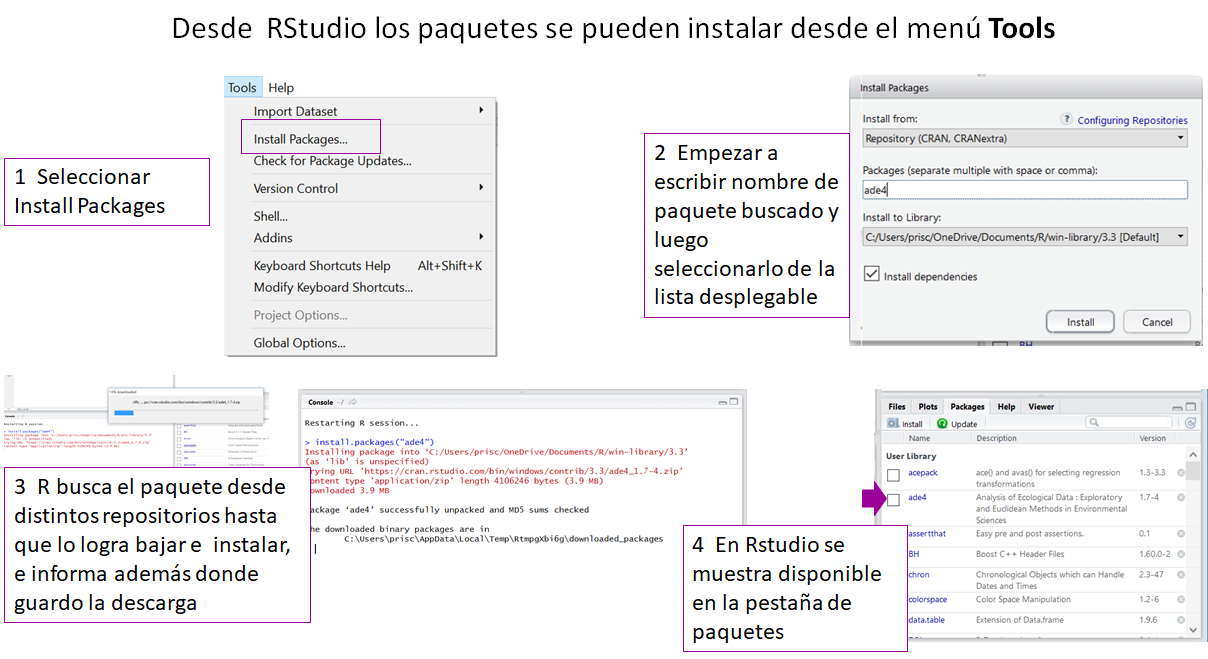 Desde RStudio los paquetes se pueden instalar desde el menú Tools
1 Seleccionar
Install Packages
Tools Help
Import Dataset
Install Packages...
Check for Package Updates...
Version Control
Shell...
Addins
Keyboard Shortcuts Help Alt+Shift+K
Modify Keyboard Shortcuts...
Project Options...
Global Options...
2 Empezar a
escribir nombre de
paquete buscado y
luego
seleccionarlo de la
lista desplegable
Install Packages
Install from:
? Configuring Repositories
Repository (CRAN, CRANextra)
Packages (separate multiple with space or comma):
ade4
Install to Library:
C:/Users/prisc/OneDrive/Documents/R/win-library/3.3 [Default]
Install dependencies
Install Cancel
BH
3 R busca el paquete desde
distintos repositorios hasta
que lo logra bajar e instalar,
e informa además donde
guardo la descarga
Console ~/
Restarting R session...
> install.packages("ade4")
Installing package into 'C:/Users/prisc/OneDrive/Documents/R/win-library/3.3'
(as 'lib' is unspecified)
rying URL 'https://cran.rstudio.com/bin/windows/contrib/3.3/ade4_1.7-4.zip'
ontent type 'application/zip' length 4106246 bytes (3.9 MB)
ownloaded 3.9 MB
ackage 'ade4' successfully unpacked and MD5 sums checked
he downloaded binary packages are in
C:\Users\prisc\AppData\Local\Temp\RtmpgXbi6g\downloaded_packages
4 En Rstudio se
muestra disponible
en la pestaña de
paquetes
Files Plots Packages Help Viewer
Install Update
Name Description Version
User Library
acepack ace() and avas() for selecting regression transformations 1.3-3.3
ade4 Analysis of Ecological Data : Exploratory and Euclidean Methods in Environmental Sciences 1.7-4
assertthat Easy pre and post assertions. 0.1
BH Boost C++ Header Files 1.60.0-2
chron Chronological Objects which can Handle Dates and Times 2.3-47
colorspace Color Space Manipulation 1.2-6
data.table Extension of Data.frame 1.9.6